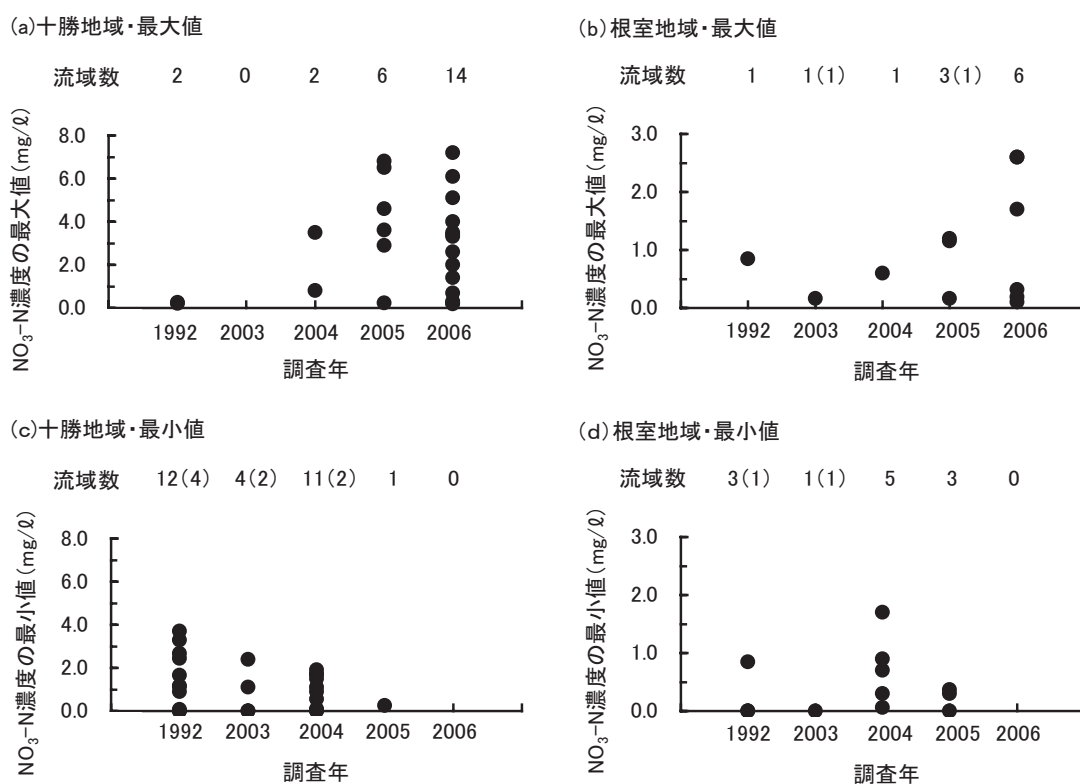 (a)十勝地域・最大値
流域数 2 0 2 6 14
NO₃-N濃度の最大値(mg/ℓ)
8.0
6.0
4.0
2.0
0.0
1992 2003 2004 2005 2006
調査年
(b)根室地域・最大値
流域数 1 1(1) 1 3(1) 6
NO₃-N濃度の最大値(mg/ℓ)
3.0
2.0
1.0
0.0
1992 2003 2004 2005 2006
調査年
(c)十勝地域・最小値
流域数 12(4) 4(2) 11(2) 1 0
NO₃-N濃度の最小値(mg/ℓ)
8.0
6.0
4.0
2.0
0.0
1992 2003 2004 2005 2006
調査年
(d)根室地域・最小値
流域数 3(1) 1(1) 5 3 0
NO₃-N濃度の最小値(mg/ℓ)
3.0
2.0
1.0
0.0
1992 2003 2004 2005 2006
調査年